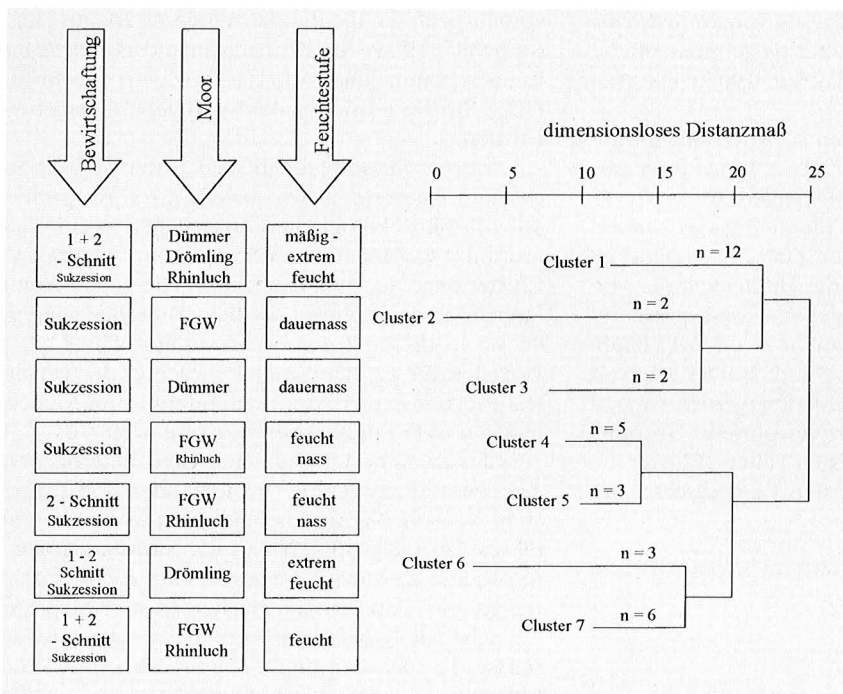 Bewirtschaftung
Moor
Feuchtestufe
dimensionsloses Distanzmaß
0 5 10 15 20 25
1 + 2
- Schnitt
Sukzession
Dümmer
Drömling
Rhinluch
mäßig -
extrem
feucht
Cluster 1
n = 12
Sukzession
FGW
dauernass
Cluster 2
n = 2
Sukzession
Dümmer
dauernass
Cluster 3
n = 2
Sukzession
FGW
Rhinluch
feucht
nass
Cluster 4
n = 5
2 - Schnitt
Sukzession
FGW
Rhinluch
feucht
nass
Cluster 5
n = 3
1 - 2
Schnitt
Sukzession
Drömling
extrem
feucht
Cluster 6
n = 3
1 + 2
- Schnitt
Sukzession
FGW
Rhinluch
feucht
Cluster 7
n = 6